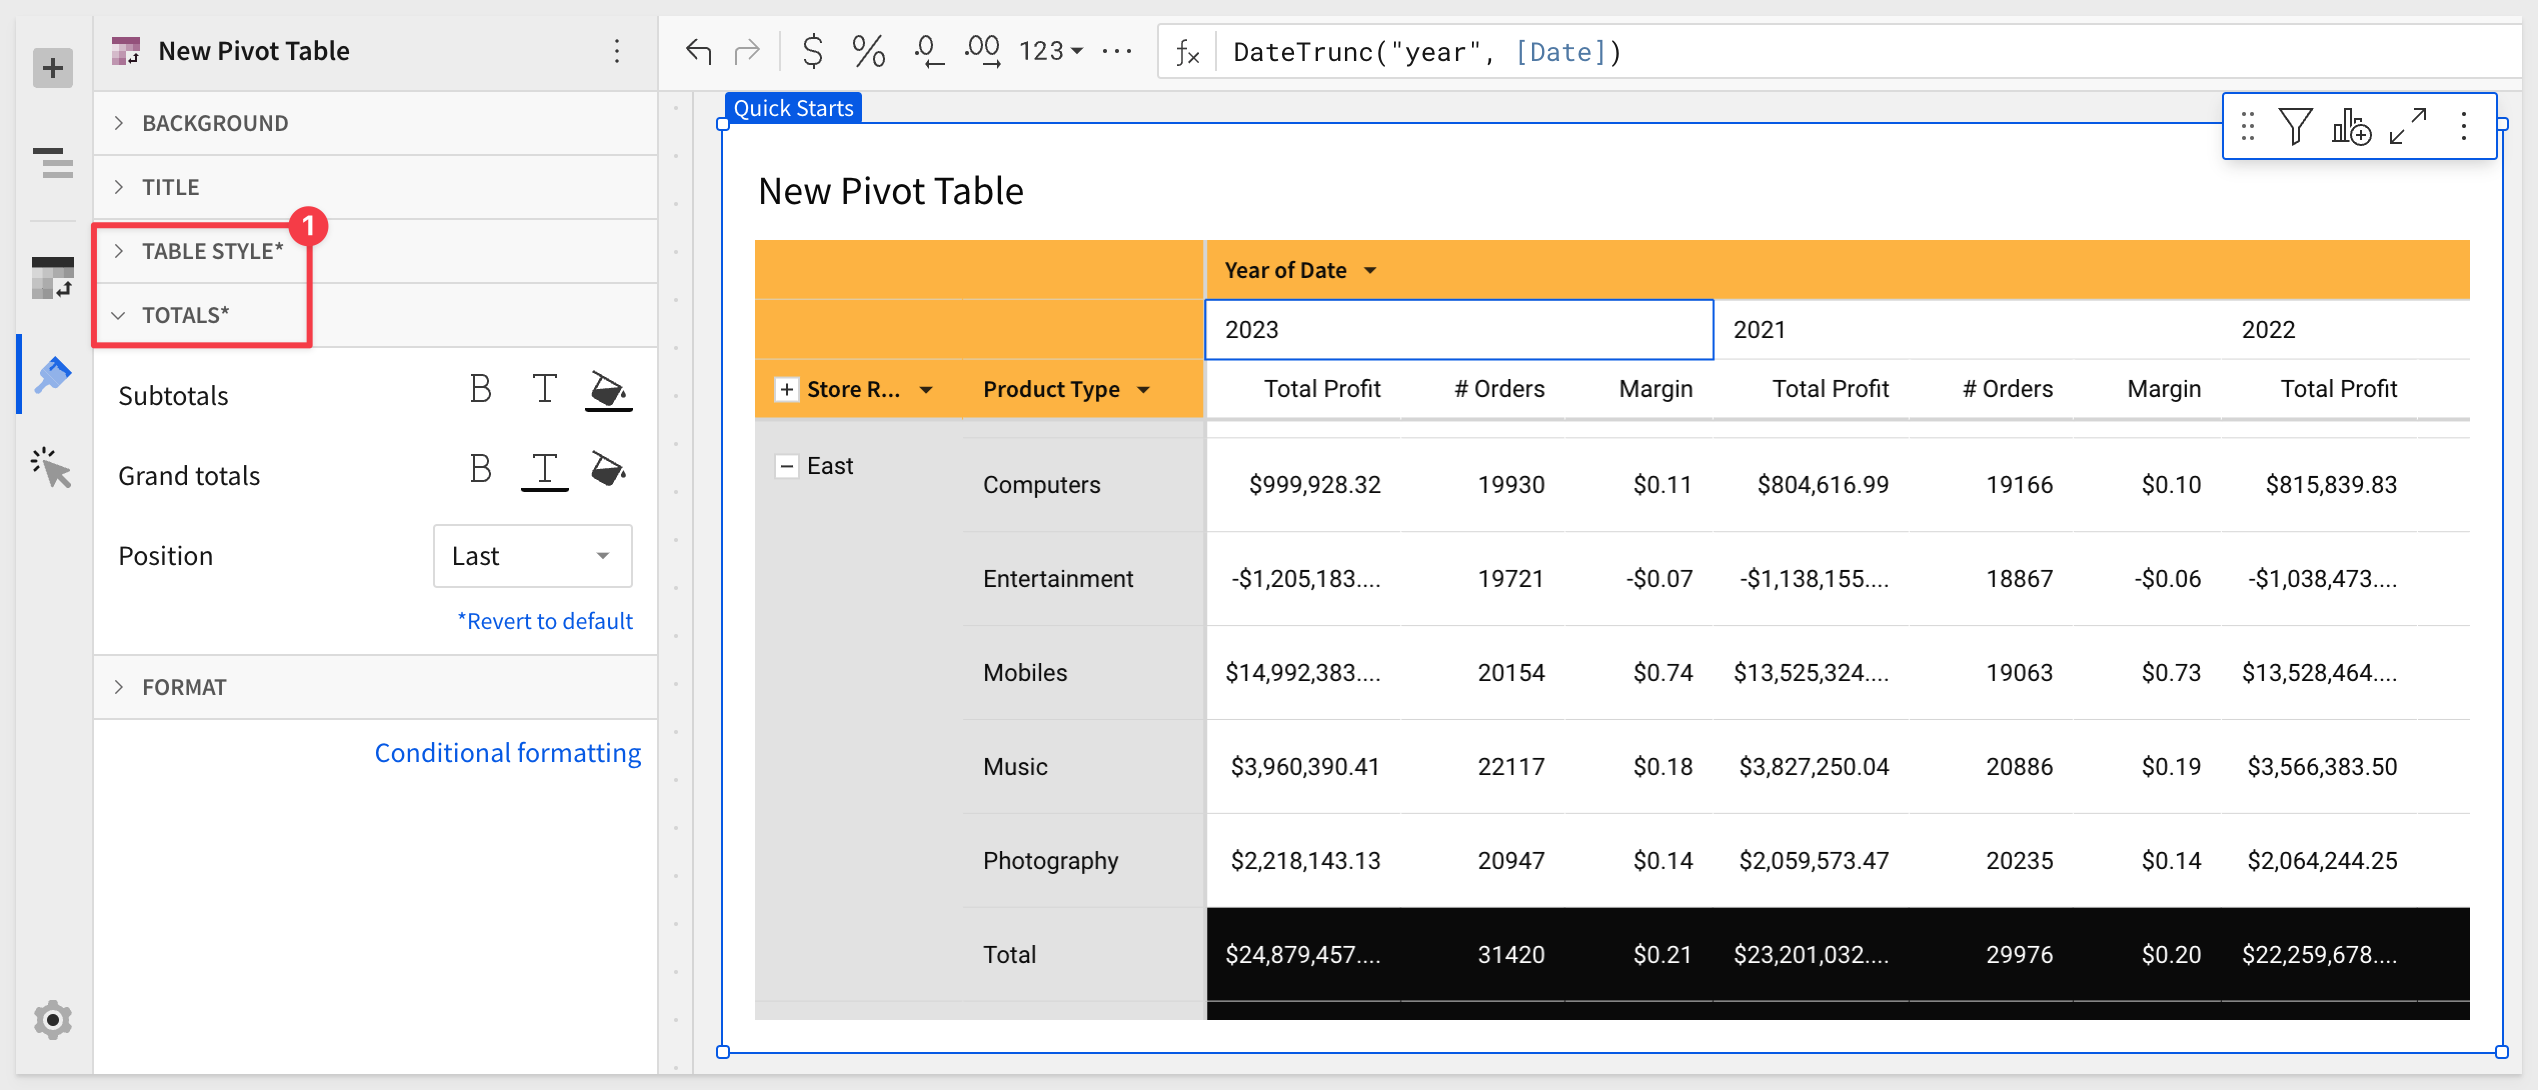 New Pivot Table
BACKGROUND
TITLE
1
TABLE STYLE*
TOTALS*
Subtotals B T
Grand totals B T
Position Last
*Revert to default
FORMAT
Conditional formatting
$ % .0 .00 123 fx DateTrunc("year", [Date])
Quick Starts
New Pivot Table
Year of Date
2023 2021 2022
Store R... Product Type Total Profit # Orders Margin Total Profit # Orders Margin Total Profit
East
Computers $999,928.32 19930 $0.11 $804,616.99 19166 $0.10 $815,839.83
Entertainment -$1,205,183.... 19721 -$0.07 -$1,138,155.... 18867 -$0.06 -$1,038,473....
Mobiles $14,992,383.... 20154 $0.74 $13,525,324.... 19063 $0.73 $13,528,464....
Music $3,960,390.41 22117 $0.18 $3,827,250.04 20886 $0.19 $3,566,383.50
Photography $2,218,143.13 20947 $0.14 $2,059,573.47 20235 $0.14 $2,064,244.25
Total $24,879,457.... 31420 $0.21 $23,201,032.... 29976 $0.20 $22,259,678....